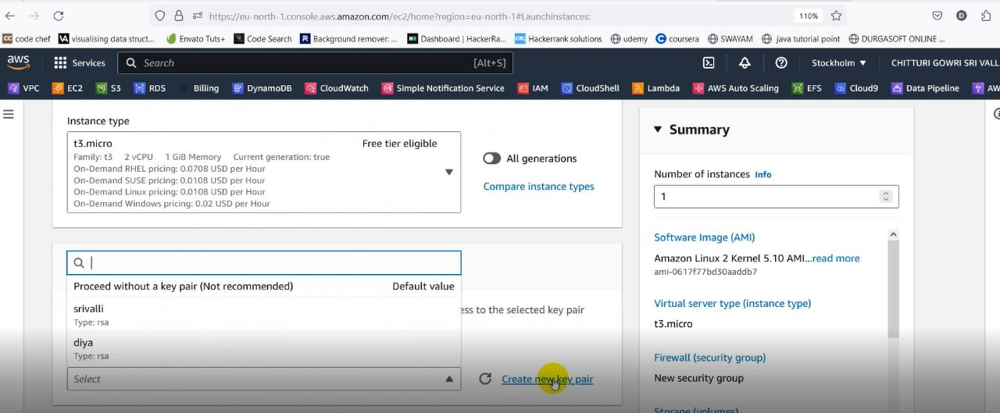 https://eu-north-1.console.aws.amazon.com/ec2/home?region=eu-north-1#LaunchInstances:
110%
code chef
visualising data struct...
Envato Tuts+
Code Search
Background remover: ...
Dashboard | HackerRa...
Hackerrank solutions
udemy
coursera
SWAYAM
java tutorial point
DURGASOFT ONLINE ...
aws
Services
Search
[Alt+S]
Stockholm
CHITTURI GOWRI SRI VALL
VPC
EC2
S3
RDS
Billing
DynamoDB
CloudWatch
Simple Notification Service
IAM
CloudShell
Lambda
AWS Auto Scaling
EFS
Cloud9
Data Pipeline
AW
Instance type
t3.micro
Free tier eligible
Family: t3 2 vCPU 1 GiB Memory Current generation: true
On-Demand RHEL pricing: 0.0708 USD per Hour
On-Demand SUSE pricing: 0.0108 USD per Hour
On-Demand Linux pricing: 0.0108 USD per Hour
On-Demand Windows pricing: 0.02 USD per Hour
All generations
Compare instance types
Proceed without a key pair (Not recommended)
Default value
srivalli
Type: rsa
diya
Type: rsa
ess to the selected key pair
Select
Create new key pair
Summary
Number of instances Info
1
Software Image (AMI)
Amazon Linux 2 Kernel 5.10 AMI...read more
ami-0617f77bd30aaddb7
Virtual server type (instance type)
t3.micro
Firewall (security group)
New security group
Storage (volumes)